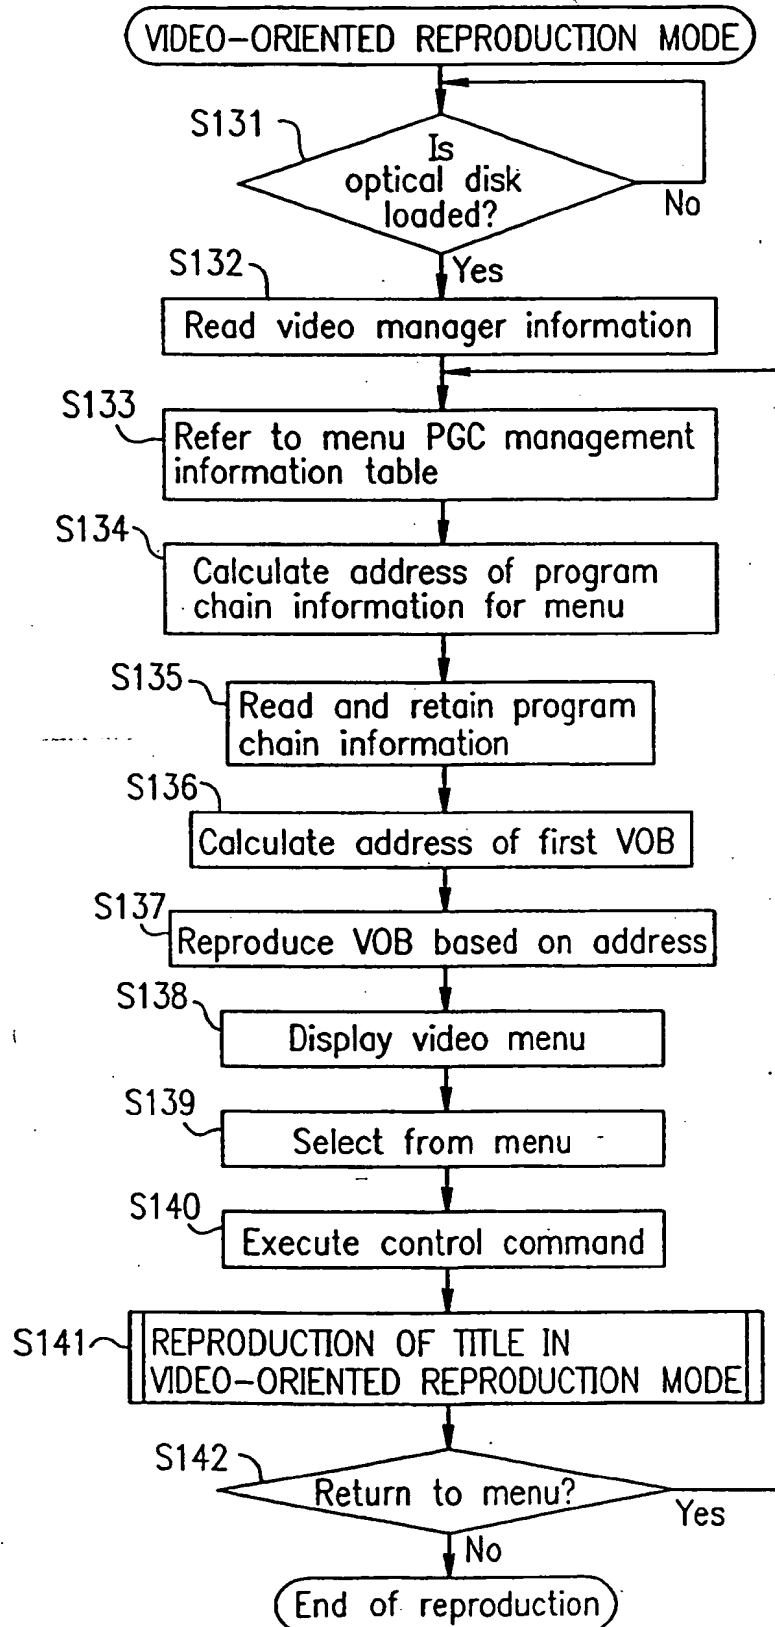 VIDEO-ORIENTED REPRODUCTION MODE
S131
Is
optical disk
loaded?
No
Yes
S132
Read video manager information
S133
Refer to menu PGC management
information table
S134
Calculate address of program
chain information for menu
S135
Read and retain program
chain information
S136
Calculate address of first VOB
S137
Reproduce VOB based on address
S138
Display video menu
S139
Select from menu
S140
Execute control command
S141
REPRODUCTION OF TITLE IN
VIDEO-ORIENTED REPRODUCTION MODE
S142
Return to menu?
Yes
No
End of reproduction